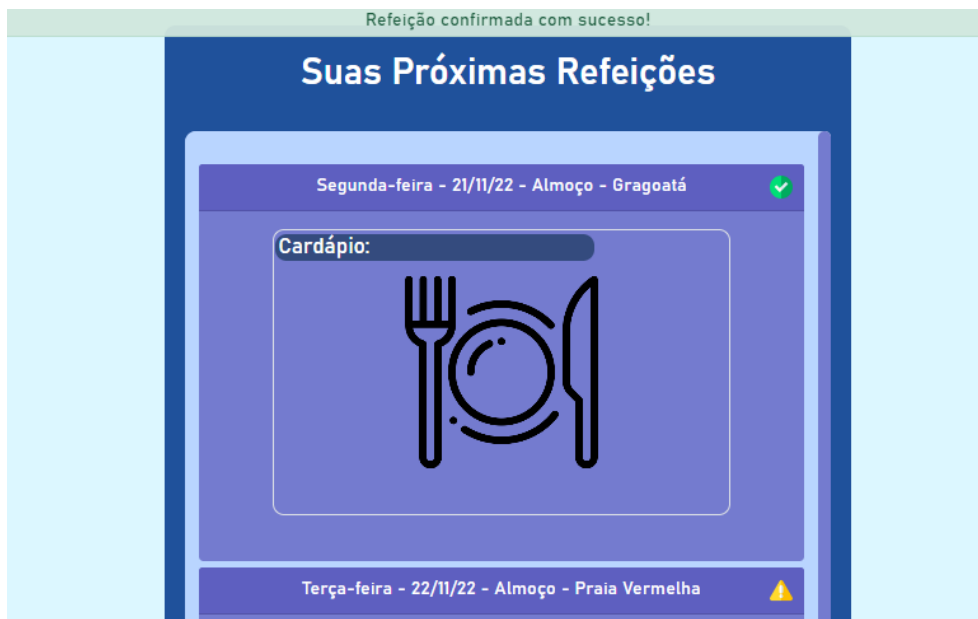 Refeição confirmada com sucesso!
Suas Próximas Refeições
Segunda-feira - 21/11/22 - Almoço - Gragoatá
Cardápio:
Terça-feira - 22/11/22 - Almoço - Praia Vermelha